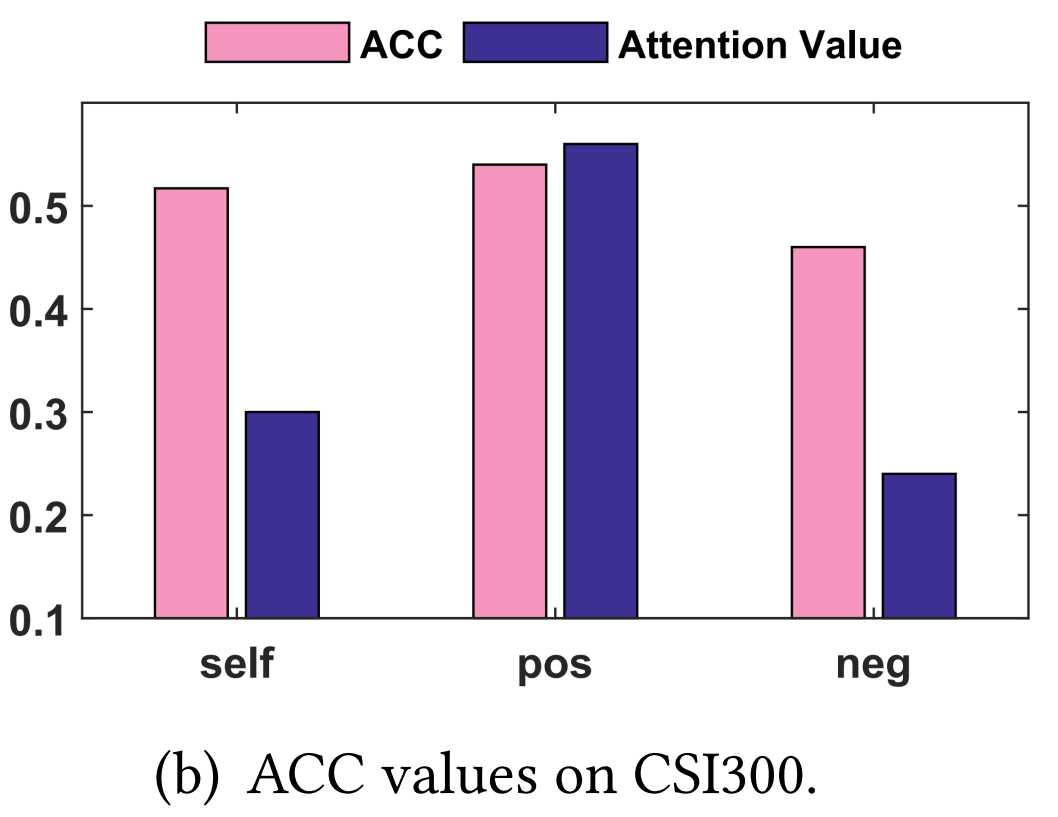 ACC Attention Value
0.5
0.4
0.3
0.2
0.1
self pos neg
(b) ACC values on CSI300.